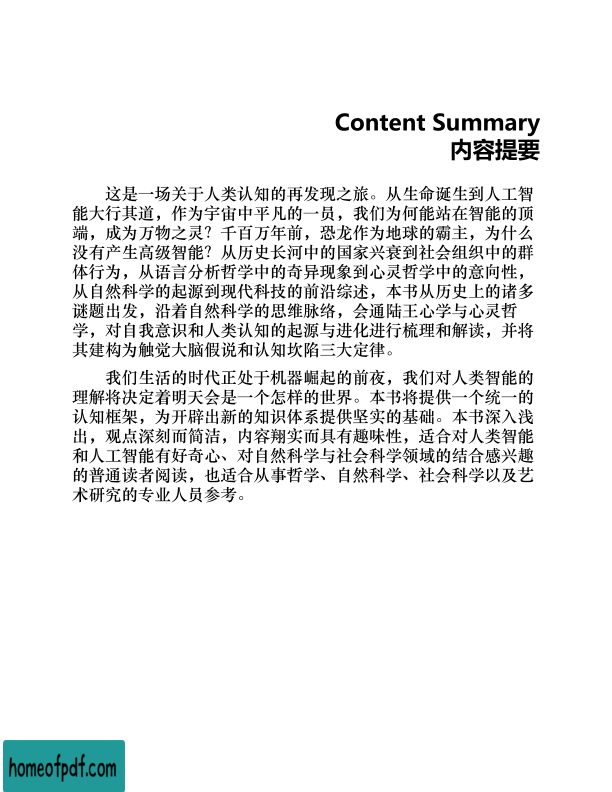 Content Summary
内容提要
这是一场关于人类认知的再发现之旅。从生命诞生到人工智
能大行其道，作为宇宙中平凡的一员，我们为何能站在智能的顶
端，成为万物之灵？千百万年前，恐龙作为地球的霸主，为什么
没有产生高级智能？从历史长河中的国家兴衰到社会组织中的群
体行为，从语言分析哲学中的奇异现象到心灵哲学中的意向性，
从自然科学的起源到现代科技的前沿综述，本书从历史上的诸多
谜题出发，沿着自然科学的思维脉络，会通陆王心学与心灵哲
学，对自我意识和人类认知的起源与进化进行梳理和解读，并将
其建构为触觉大脑假说和认知坎陷三大定律。
我们生活的时代正处于机器崛起的前夜，我们对人类智能的
理解将决定着明天会是一个怎样的世界。本书将提供一个统一的
认知框架，为开辟出新的知识体系提供坚实的基础。本书深入浅
出，观点深刻而简洁，内容翔实而具有趣味性，适合对人类智能
和人工智能有好奇心、对自然科学与社会科学领域的结合感兴趣
的普通读者阅读，也适合从事哲学、自然科学、社会科学以及艺
术研究的专业人员参考。
homeofpdf.com